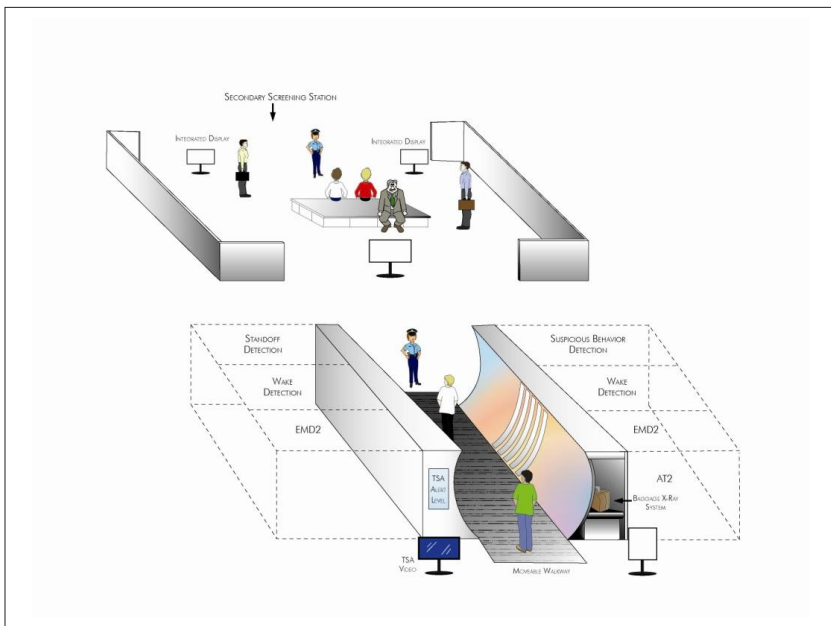 SECONDARY SCREENING STATION
INTEGRATED DISPLAY
INTEGRATED DISPLAY
STANDOFF
DETECTION
SUSPICIOUS BEHAVIOR
DETECTION
WAKE
DETECTION
WAKE
DETECTION
EMD2
EMD2
TSA
ALERT
LEVEL
AT2
BAGGAGE X-RAY
SYSTEM
TSA
VIDEO
MOVEABLE WALKWAY